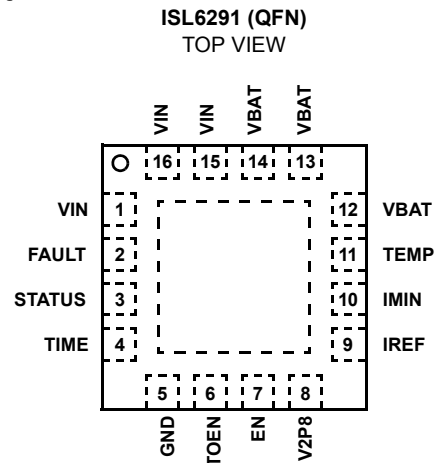 ISL6291 (QFN)
TOP VIEW
VIN VIN VBAT VBAT
16 15 14 13
VIN 1 12 VBAT
FAULT 2 11 TEMP
STATUS 3 10 IMIN
TIME 4 9 IREF
5 6 7 8
GND TOEN EN V2P8